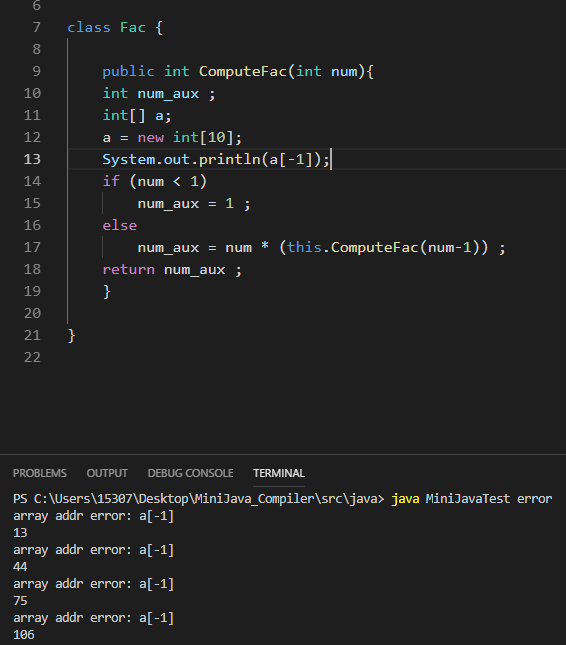 6
7 class Fac {
8
9 public int ComputeFac(int num){
10 int num_aux ;
11 int[] a;
12 a = new int[10];
13 System.out.println(a[-1]);
14 if (num < 1)
15 num_aux = 1 ;
16 else
17 num_aux = num * (this.ComputeFac(num-1)) ;
18 return num_aux ;
19 }
20
21 }
22
PROBLEMS OUTPUT DEBUG CONSOLE TERMINAL
PS C:\Users\15307\Desktop\MiniJava_Compiler\src\java> java MiniJavaTest error
array addr error: a[-1]
13
array addr error: a[-1]
44
array addr error: a[-1]
75
array addr error: a[-1]
106